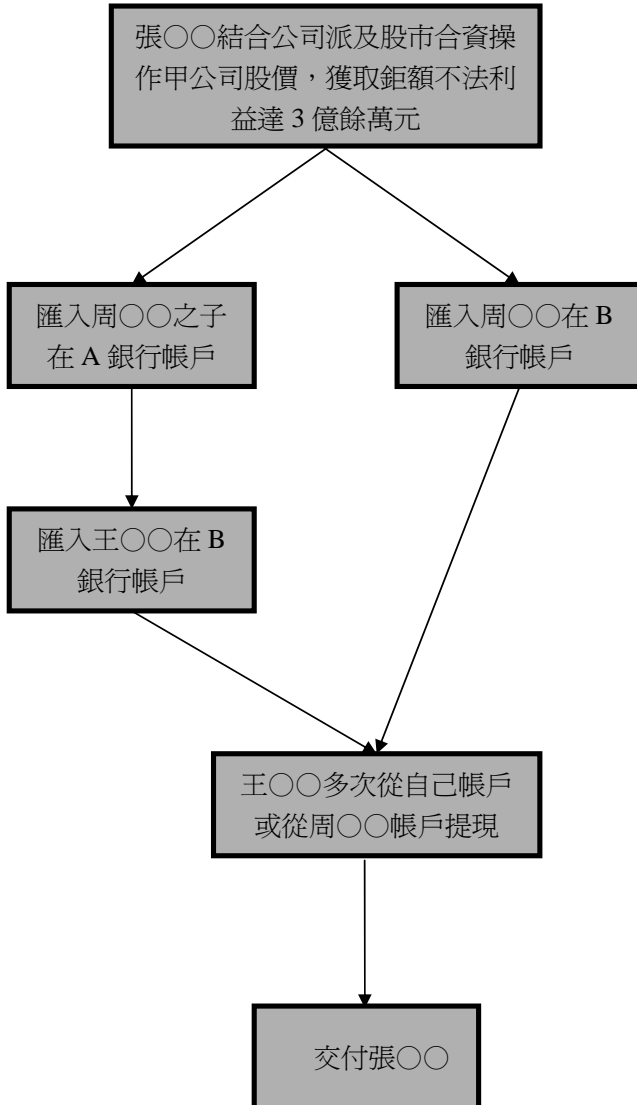 張○○結合公司派及股市合資操
作甲公司股價，獲取鉅額不法利
益達 3 億餘萬元
匯入周○○之子
在 A 銀行帳戶
匯入周○○在 B
銀行帳戶
匯入王○○在 B
銀行帳戶
王○○多次從自己帳戶
或從周○○帳戶提現
交付張○○